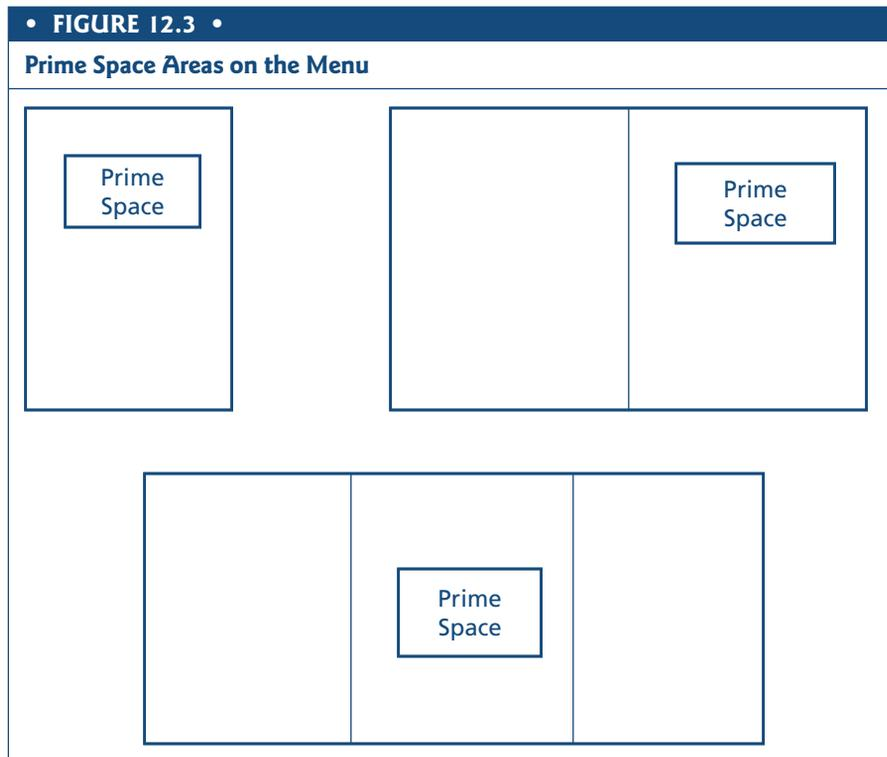 • FIGURE 12.3 •
Prime Space Areas on the Menu
Prime
Space
Prime
Space
Prime
Space